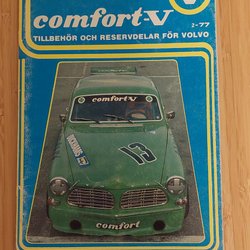 V
comfort-V
2-77
TILLBEHÖR OCH RESERVDELAR FÖR VOLVO
comfort-V
13
comfort